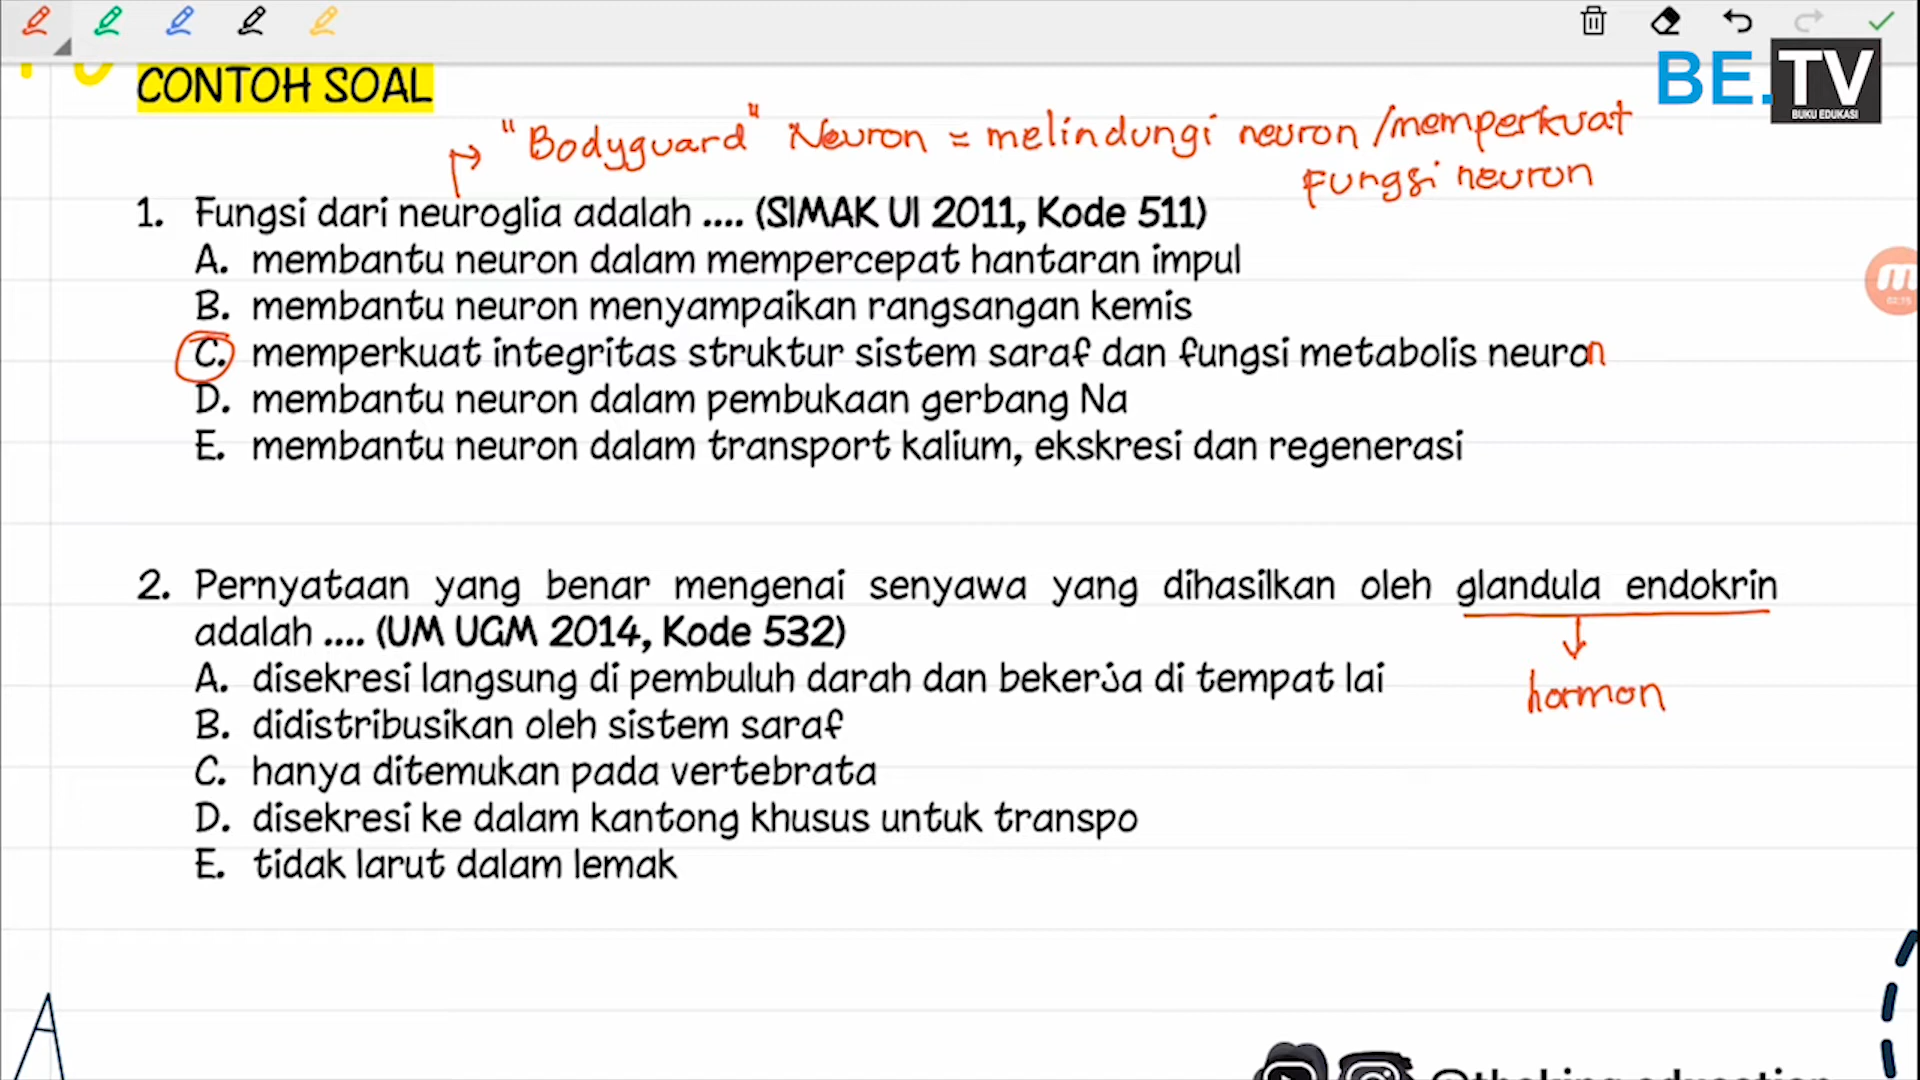 BE.TV
BUKU EDUKASI
CONTOH SOAL
"Bodyguard" Neuron = melindungi neuron / memperkuat
Fungsi neuron
1. Fungsi dari neuroglia adalah .... (SIMAK UI 2011, Kode 511)
A. membantu neuron dalam mempercepat hantaran impul
B. membantu neuron menyampaikan rangsangan kemis
C. memperkuat integritas struktur sistem saraf dan fungsi metabolis neuron
D. membantu neuron dalam pembukaan gerbang Na
E. membantu neuron dalam transport kalium, ekskresi dan regenerasi
02:15
2. Pernyataan yang benar mengenai senyawa yang dihasilkan oleh glandula endokrin
adalah .... (UM UGM 2014, Kode 532)
A. disekresi langsung di pembuluh darah dan bekerja di tempat lai
hormon
B. didistribusikan oleh sistem saraf
C. hanya ditemukan pada vertebrata
D. disekresi ke dalam kantong khusus untuk transpo
E. tidak larut dalam lemak
A